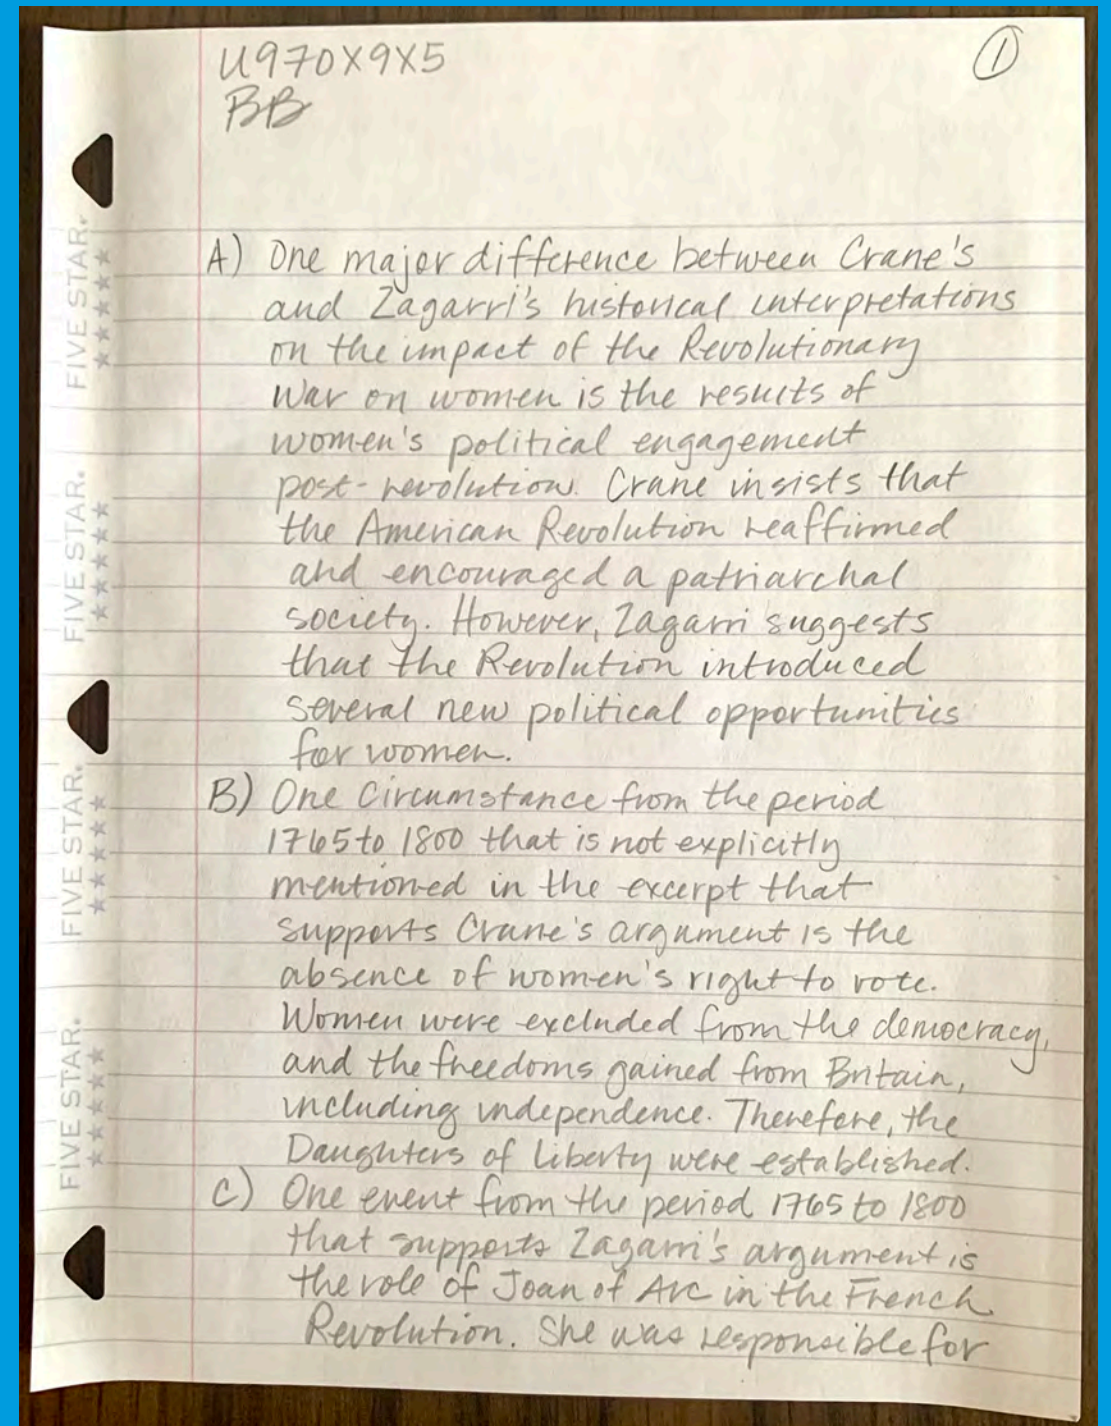 U970X9X5
1
BB
A) One major difference between Crane's
and Zagarri's historical interpretations
on the impact of the Revolutionary
War on women is the results of
women's political engagement
post-revolution. Crane insists that
the American Revolution reaffirmed
and encouraged a patriarchal
society. However, Zagarri suggests
that the Revolution introduced
several new political opportunities
for women.
B) One Circumstance from the period
1765 to 1800 that is not explicitly
mentioned in the excerpt that
supports Crane's argument is the
absence of women's right to vote.
Women were excluded from the democracy,
and the freedoms gained from Britain,
including independence. Therefore, the
Daughters of Liberty were established.
C) One event from the period 1765 to 1800
that supports Zagarri's argument is
the role of Joan of Arc in the French
Revolution. She was responsible for
FIVE STAR.
FIVE STAR.
FIVE STAR.
FIVE STAR.